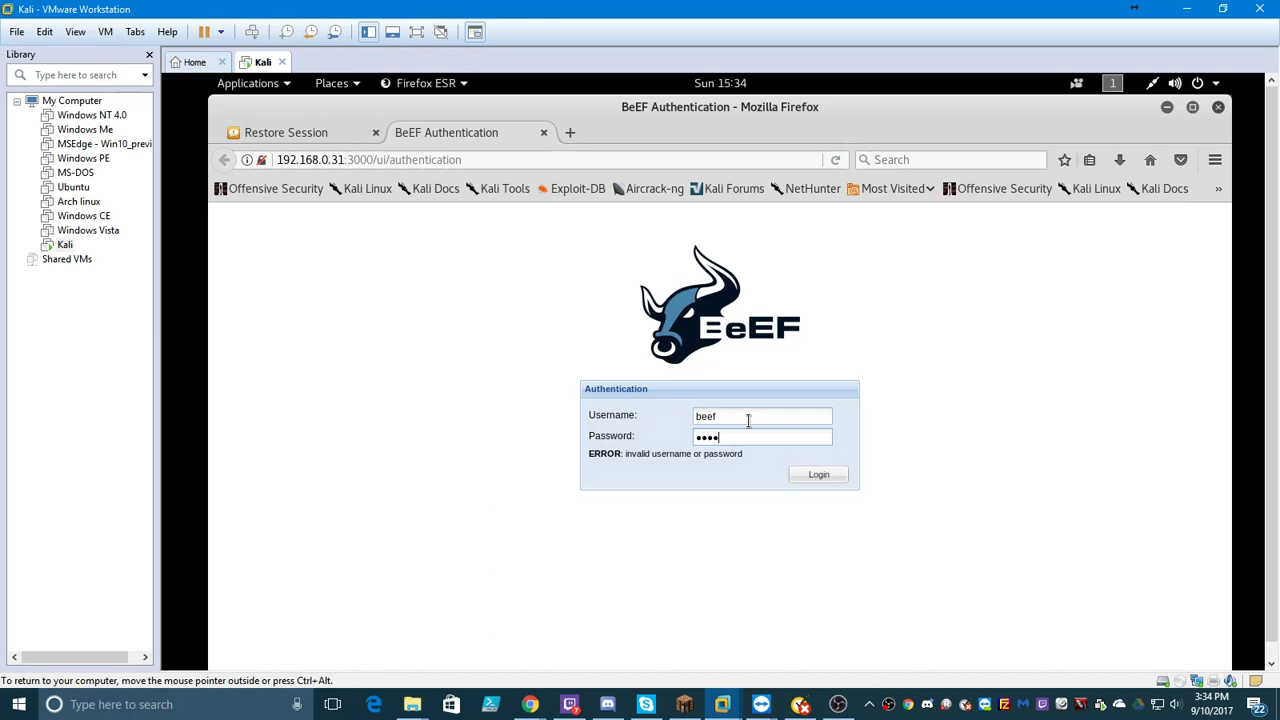 Kali - VMware Workstation
File Edit View VM Tabs Help
Library
Type here to search
Home
Kali
My Computer
Windows NT 4.0
Windows Me
MSEdge - Win10_previ
Windows PE
MS-DOS
Ubuntu
Arch linux
Windows CE
Windows Vista
Kali
Shared VMs
Applications Places Firefox ESR Sun 15:34 1
BeEF Authentication - Mozilla Firefox
Restore Session BeEF Authentication
192.168.0.31:3000/ui/authentication Search
Offensive Security Kali Linux Kali Docs Kali Tools Exploit-DB Aircrack-ng Kali Forums NetHunter Most Visited Offensive Security Kali Linux Kali Docs »
BeEF
Authentication
Username: beef
Password: ••••
ERROR: invalid username or password
Login
To return to your computer, move the mouse pointer outside or press Ctrl+Alt.
Type here to search
3:34 PM
9/10/2017
22